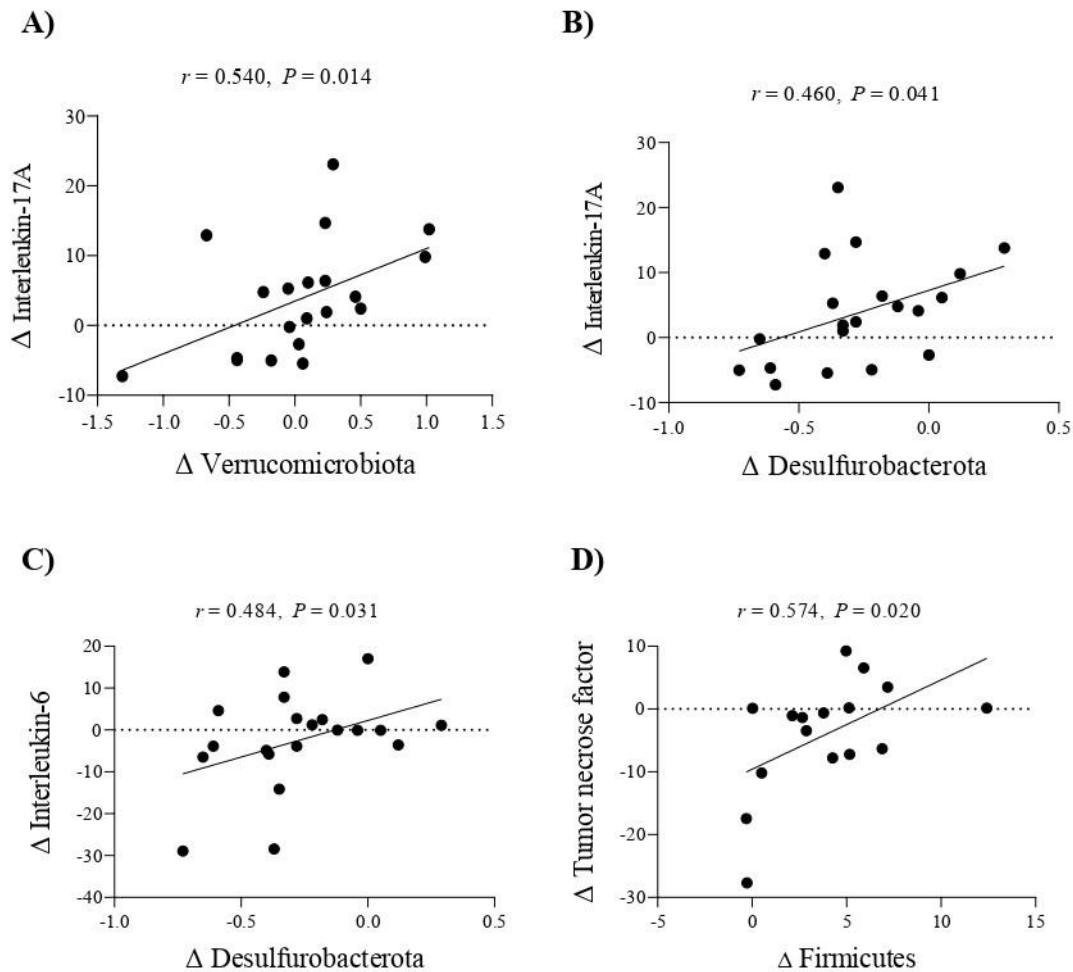 A)
r = 0.540, P = 0.014
Δ Interleukin-17A
30
20
10
0
-10
-1.5 -1.0 -0.5 0.0 0.5 1.0 1.5
Δ Verrucomicrobiota
B)
r = 0.460, P = 0.041
Δ Interleukin-17A
30
20
10
0
-10
-1.0 -0.5 0.0 0.5
Δ Desulfurobacterota
C)
r = 0.484, P = 0.031
Δ Interleukin-6
20
10
0
-10
-20
-30
-40
-1.0 -0.5 0.0 0.5
Δ Desulfurobacterota
D)
r = 0.574, P = 0.020
Δ Tumor necrose factor
10
0
-10
-20
-30
-5 0 5 10 15
Δ Firmicutes